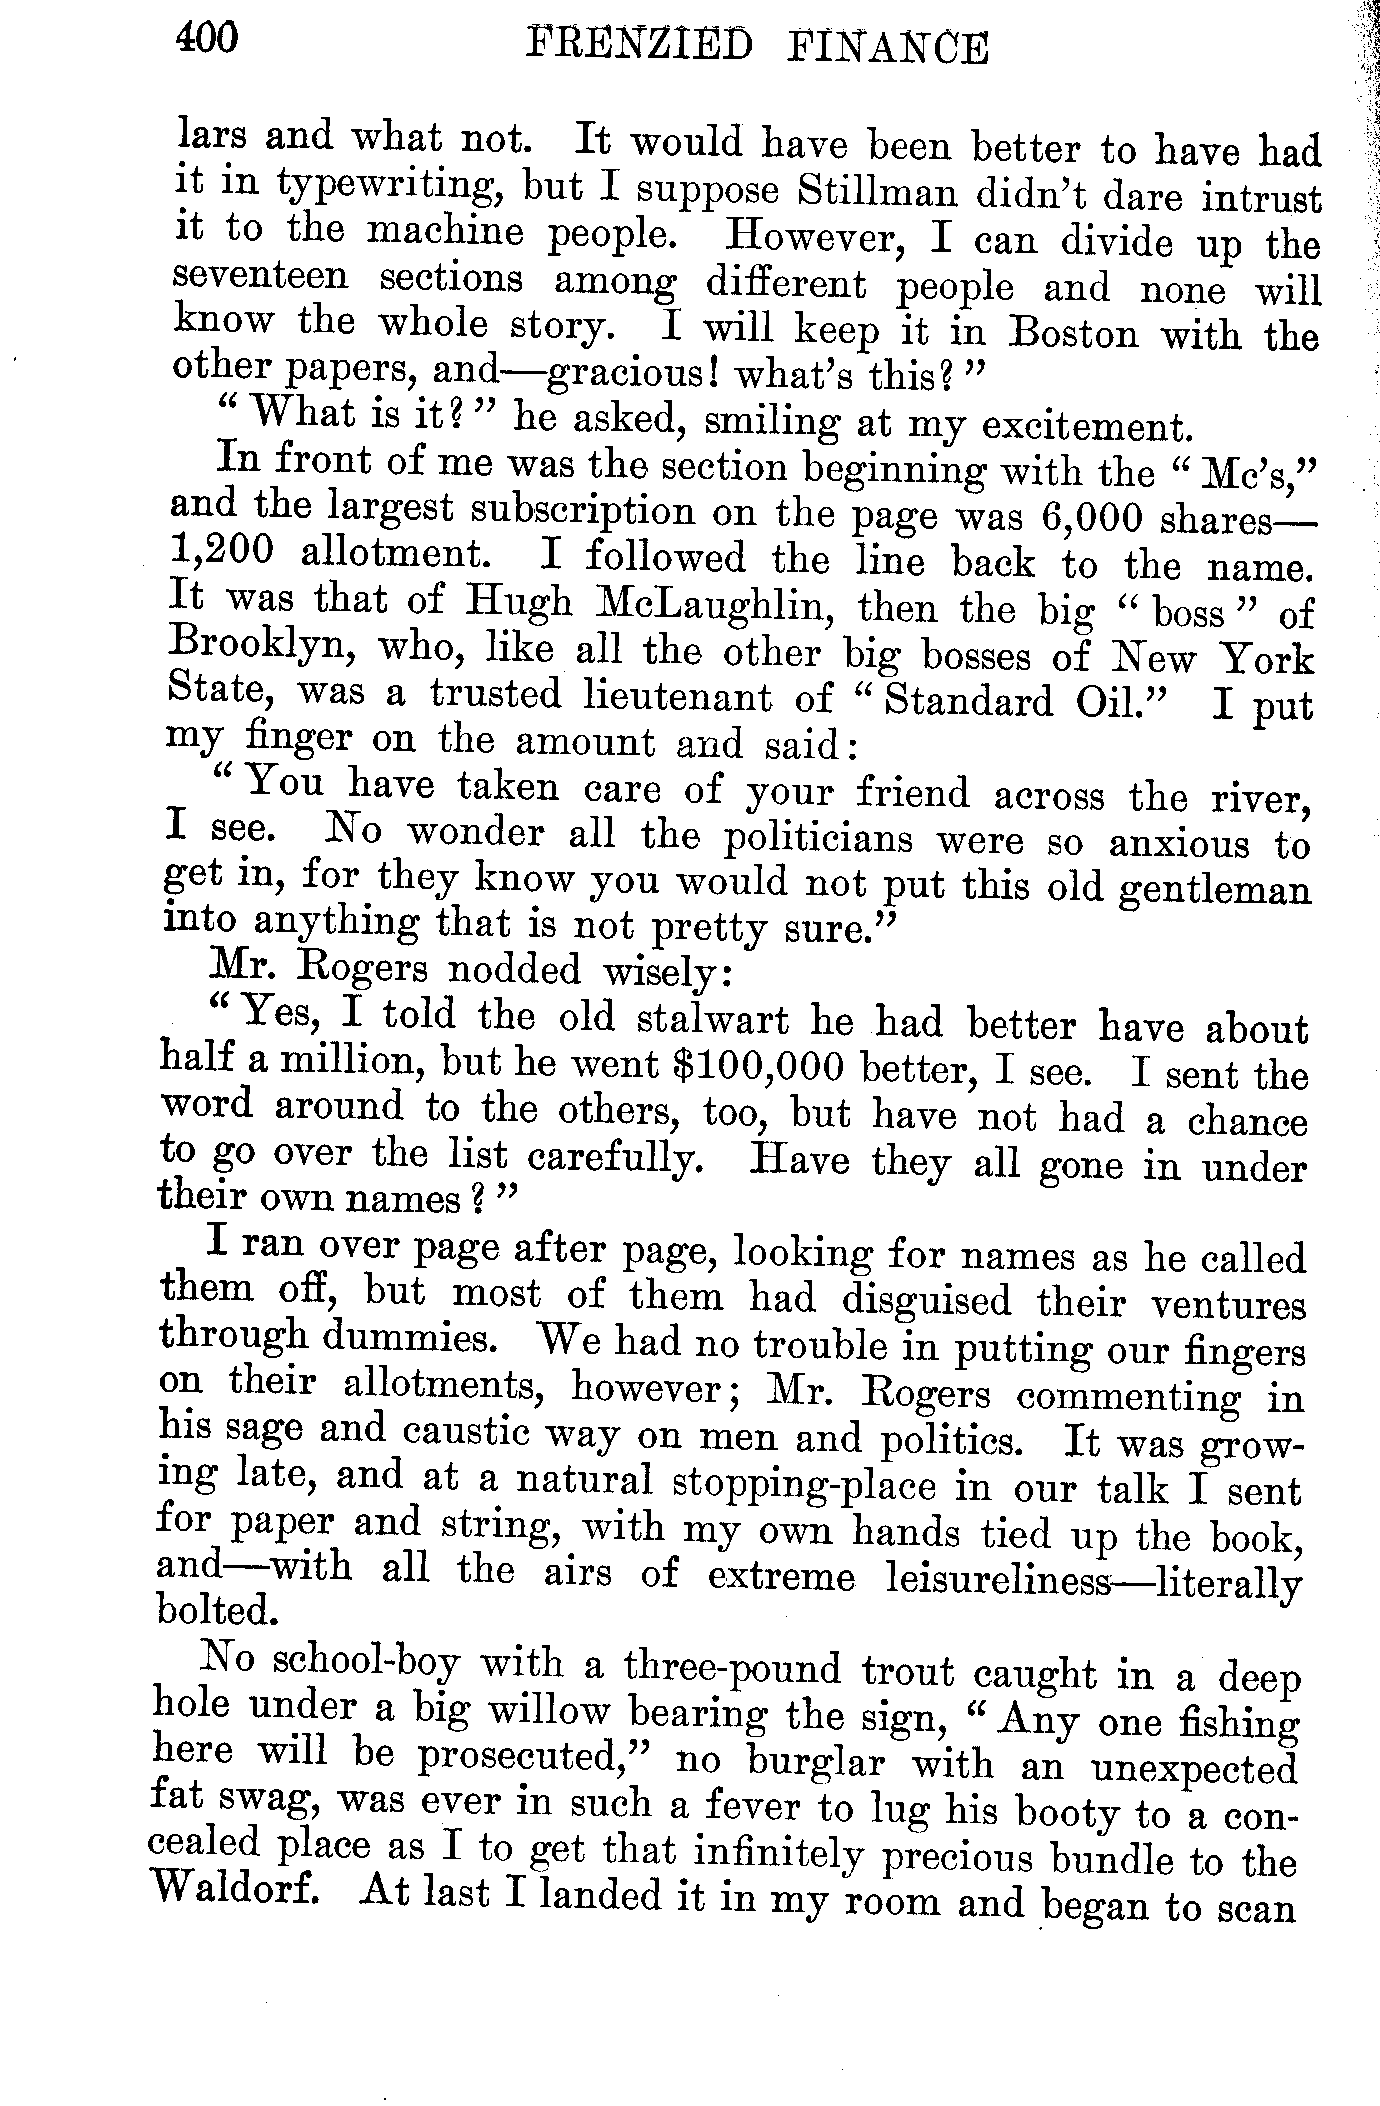 400 FRENZIED FINANCE
lars and what not. It would have been better to have had
it in typewriting, but I suppose Stillman didn't dare intrust
it to the machine people. However, I can divide up the
seventeen sections among different people and none will
know the whole story. I will keep it in Boston with the
other papers, and—gracious! what's this?"
"What is it?" he asked, smiling at my excitement.
In front of me was the section beginning with the "Mc's,"
and the largest subscription on the page was 6,000 shares—
1,200 allotment. I followed the line back to the name.
It was that of Hugh McLaughlin, then the big "boss" of
Brooklyn, who, like all the other big bosses of New York
State, was a trusted lieutenant of "Standard Oil." I put
my finger on the amount and said:
"You have taken care of your friend across the river,
I see. No wonder all the politicians were so anxious to
get in, for they know you would not put this old gentleman
into anything that is not pretty sure."
Mr. Rogers nodded wisely:
"Yes, I told the old stalwart he had better have about
half a million, but he went $100,000 better, I see. I sent the
word around to the others, too, but have not had a chance
to go over the list carefully. Have they all gone in under
their own names?"
I ran over page after page, looking for names as he called
them off, but most of them had disguised their ventures
through dummies. We had no trouble in putting our fingers
on their allotments, however; Mr. Rogers commenting in
his sage and caustic way on men and politics. It was grow-
ing late, and at a natural stopping-place in our talk I sent
for paper and string, with my own hands tied up the book,
and—with all the airs of extreme leisureliness—literally
bolted.
No school-boy with a three-pound trout caught in a deep
hole under a big willow bearing the sign, "Any one fishing
here will be prosecuted," no burglar with an unexpected
fat swag, was ever in such a fever to lug his booty to a con-
cealed place as I to get that infinitely precious bundle to the
Waldorf. At last I landed it in my room and began to scan